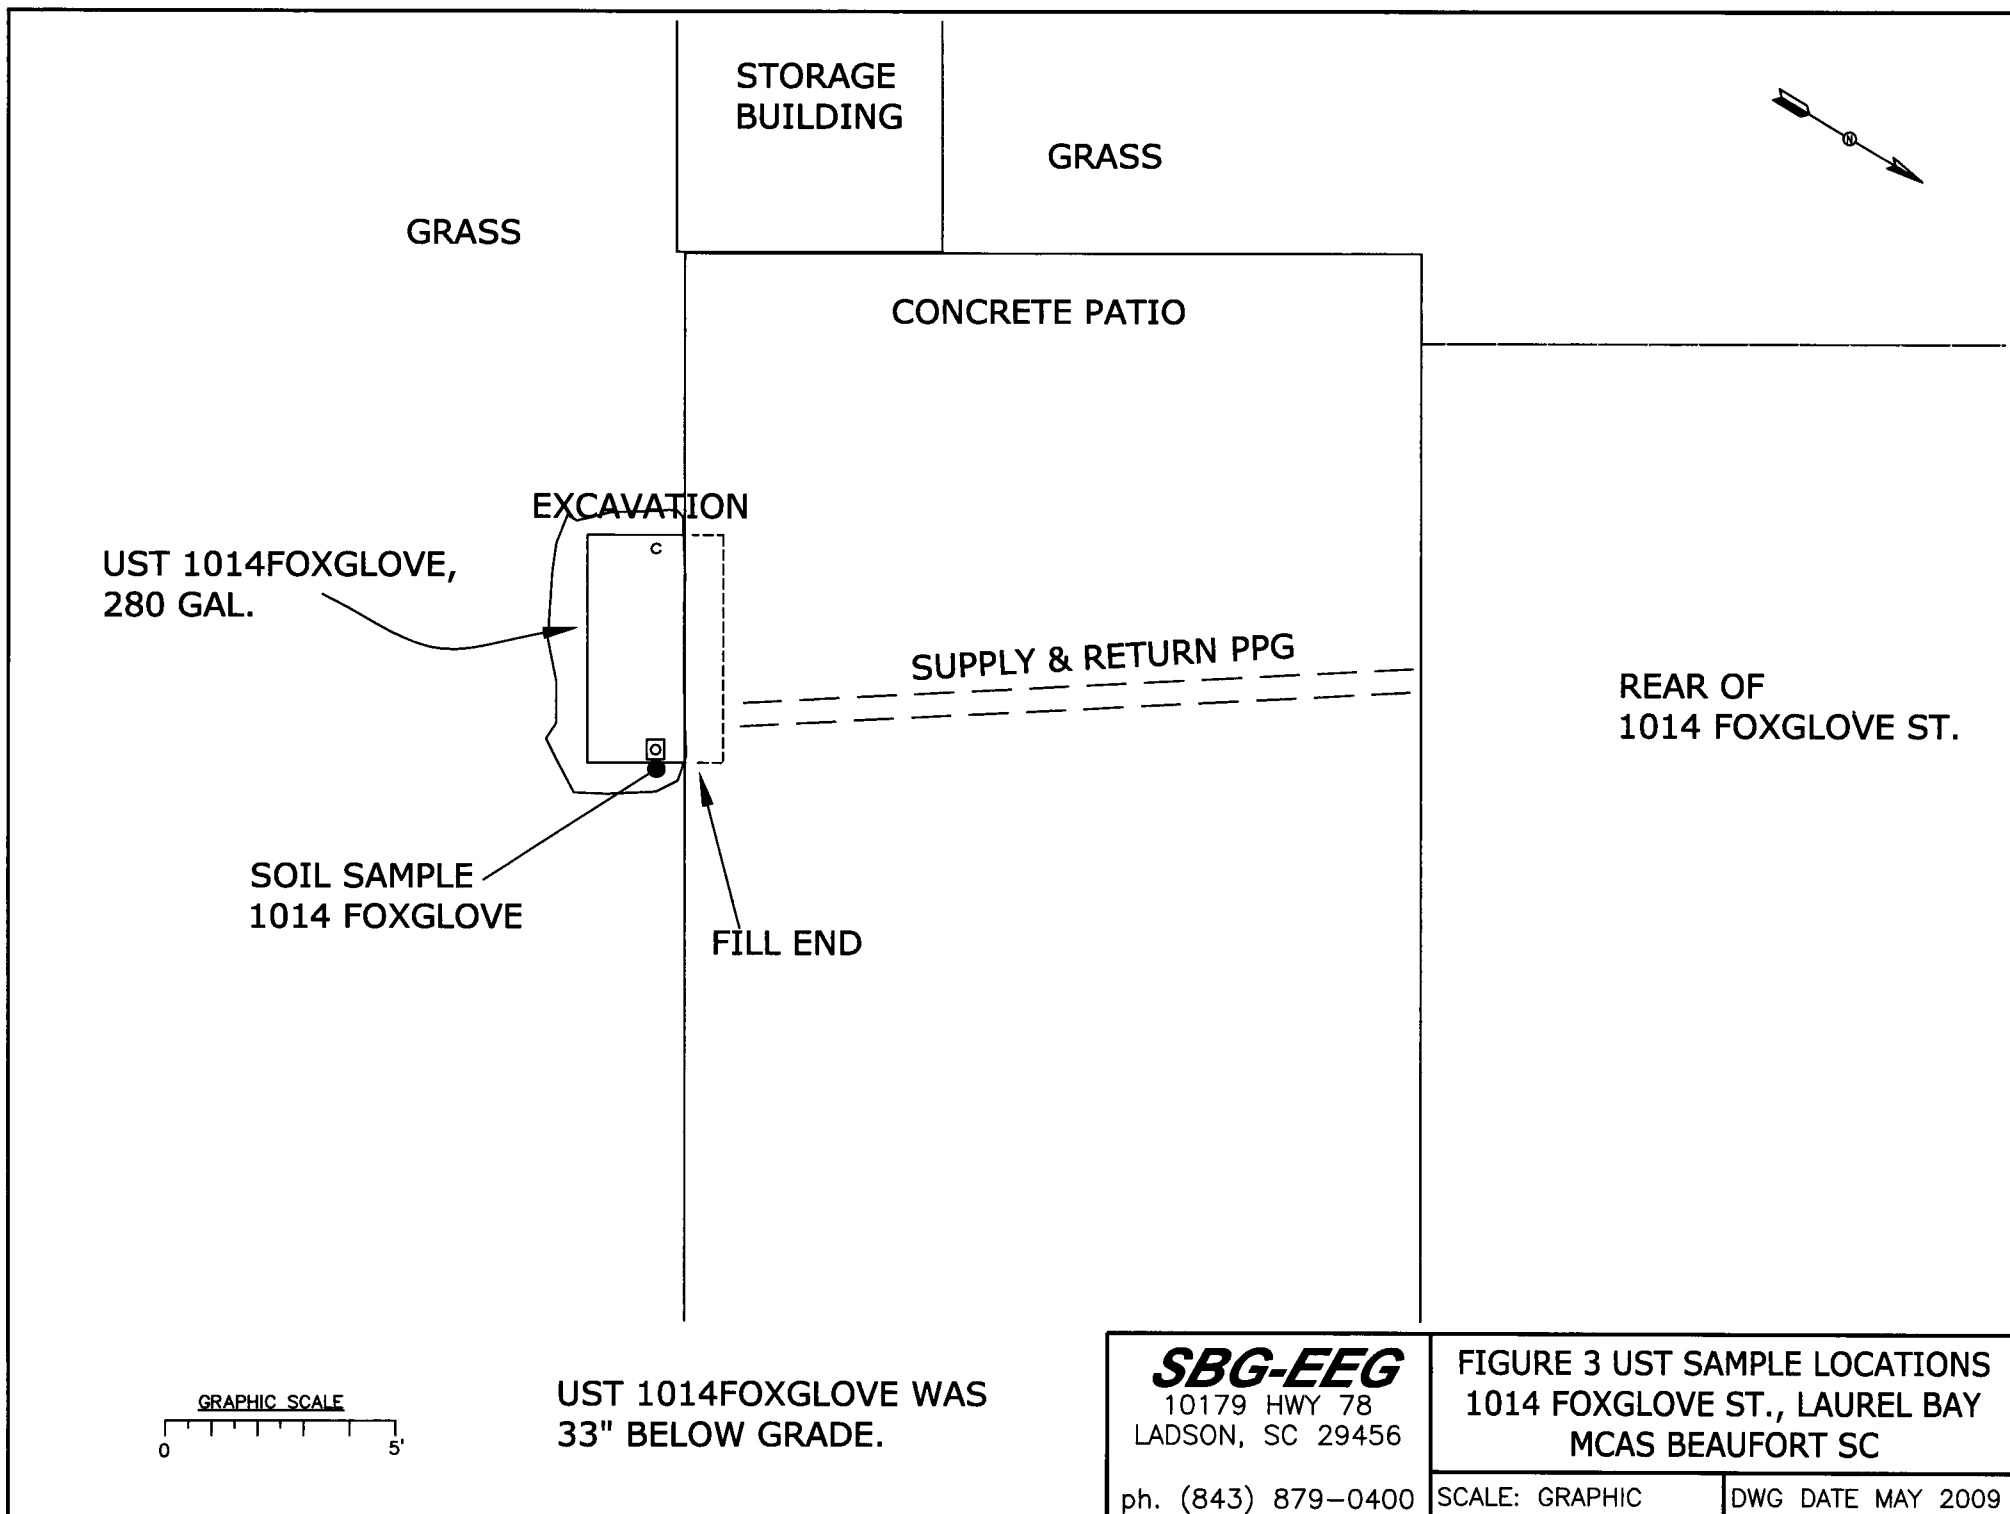 STORAGE
BUILDING
GRASS
N
GRASS
CONCRETE PATIO
EXCAVATION
UST 1014FOXGLOVE,
280 GAL.
C
SUPPLY & RETURN PPG
REAR OF
1014 FOXGLOVE ST.
SOIL SAMPLE
1014 FOXGLOVE
FILL END
GRAPHIC SCALE
0 5'
UST 1014FOXGLOVE WAS
33" BELOW GRADE.
SBG-EEG
10179 HWY 78
LADSON, SC 29456
ph. (843) 879-0400
FIGURE 3 UST SAMPLE LOCATIONS
1014 FOXGLOVE ST., LAUREL BAY
MCAS BEAUFORT SC
SCALE: GRAPHIC
DWG DATE MAY 2009